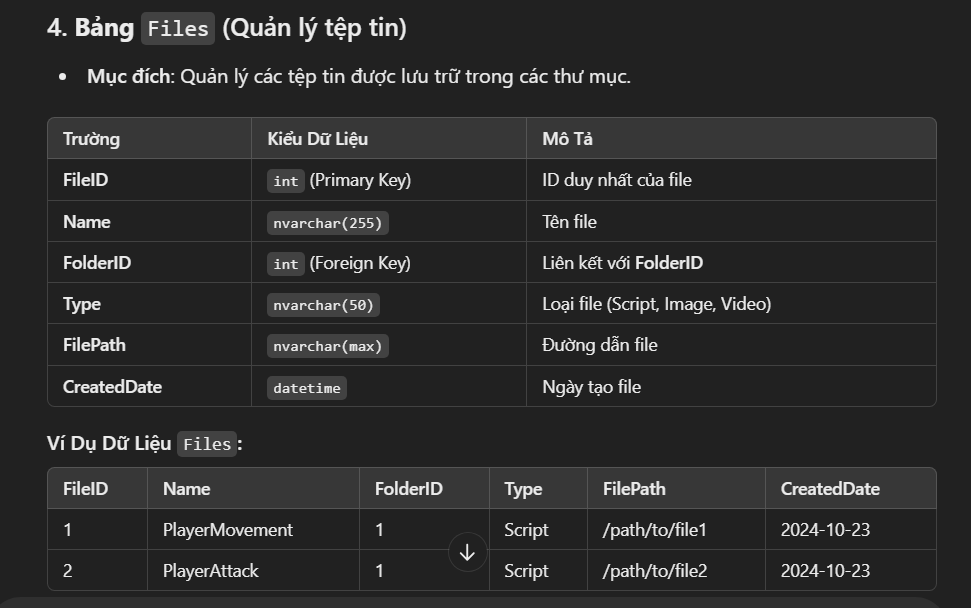 4. Bảng Files (Quản lý tệp tin)
• Mục đích: Quản lý các tệp tin được lưu trữ trong các thư mục.
Trường Kiểu Dữ Liệu Mô Tả
FileID int (Primary Key) ID duy nhất của file
Name nvarchar(255) Tên file
FolderID int (Foreign Key) Liên kết với FolderID
Type nvarchar(50) Loại file (Script, Image, Video)
FilePath nvarchar(max) Đường dẫn file
CreatedDate datetime Ngày tạo file
Ví Dụ Dữ Liệu Files:
FileID Name FolderID Type FilePath CreatedDate
1 PlayerMovement 1 Script /path/to/file1 2024-10-23
2 PlayerAttack 1 Script /path/to/file2 2024-10-23